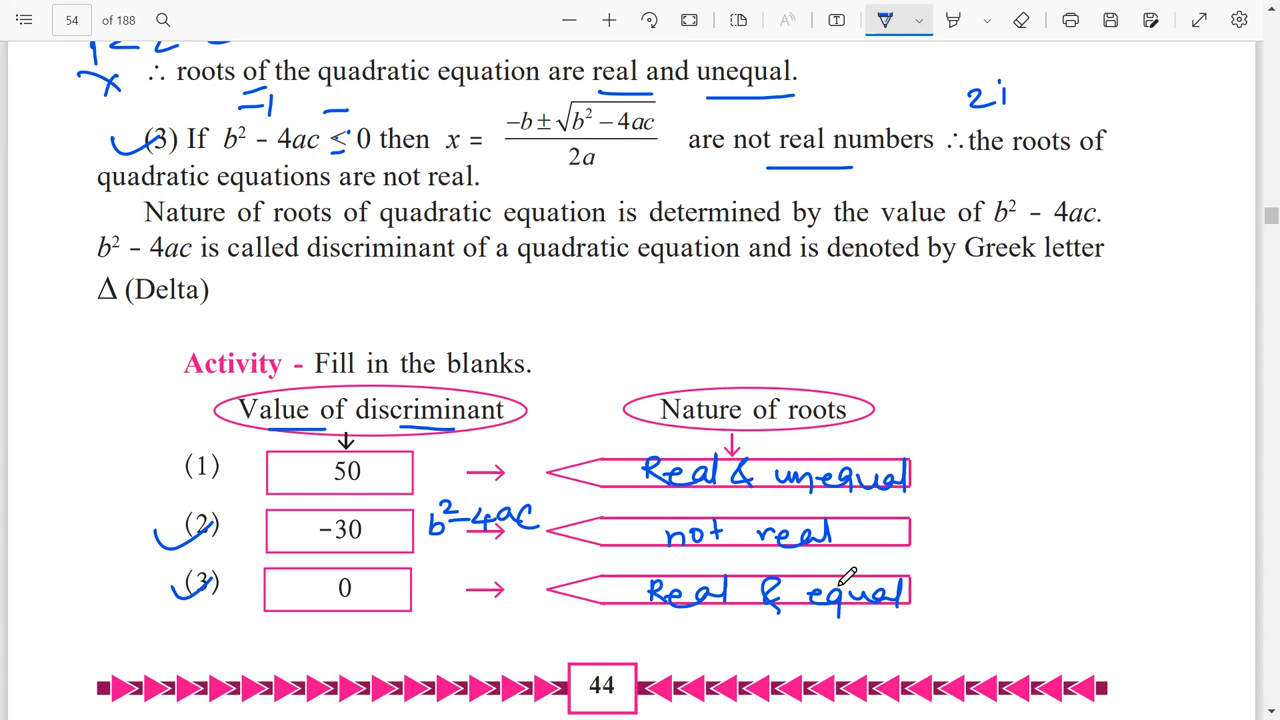 54 of 188
∴ roots of the quadratic equation are real and unequal.
=1
2i
(3) If b² − 4ac < 0 then x = (−b ± √(b² − 4ac)) / 2a are not real numbers ∴ the roots of
quadratic equations are not real.
Nature of roots of quadratic equation is determined by the value of b² − 4ac.
b² − 4ac is called discriminant of a quadratic equation and is denoted by Greek letter
Δ (Delta)
Activity - Fill in the blanks.
Value of discriminant Nature of roots
(1) 50 → Real & unequal
(2) −30 b²−4ac → not real
(3) 0 → Real & equal
44